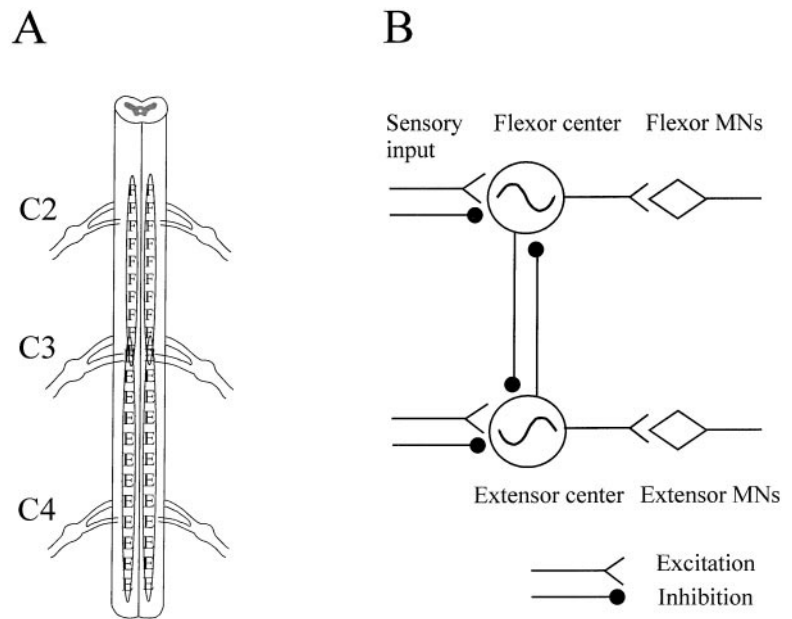 A
F F
C2
F F
F F
F F
F F
F F
F F
F F
F F
C3
E E
E E
E E
E E
E E
E E
C4
E E
E E
E E
E E
E E
B
Sensory
input
Flexor center
Flexor MNs
Extensor center
Extensor MNs
Excitation
Inhibition